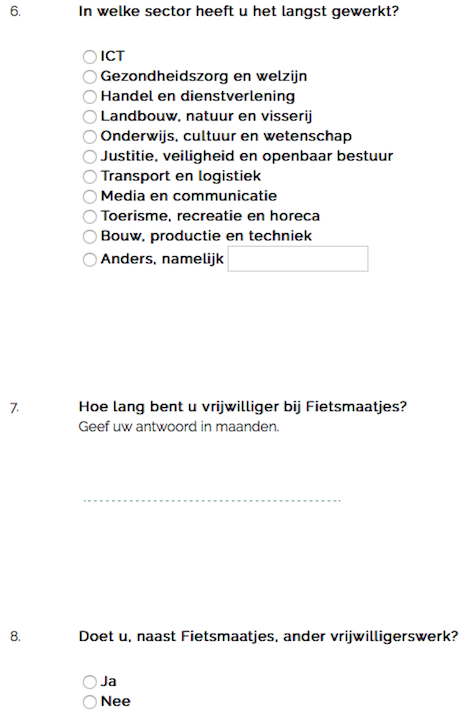 6. In welke sector heeft u het langst gewerkt?
ICT
Gezondheidszorg en welzijn
Handel en dienstverlening
Landbouw, natuur en visserij
Onderwijs, cultuur en wetenschap
Justitie, veiligheid en openbaar bestuur
Transport en logistiek
Media en communicatie
Toerisme, recreatie en horeca
Bouw, productie en techniek
Anders, namelijk
7. Hoe lang bent u vrijwilliger bij Fietsmaatjes?
Geef uw antwoord in maanden.
8. Doet u, naast Fietsmaatjes, ander vrijwilligerswerk?
Ja
Nee